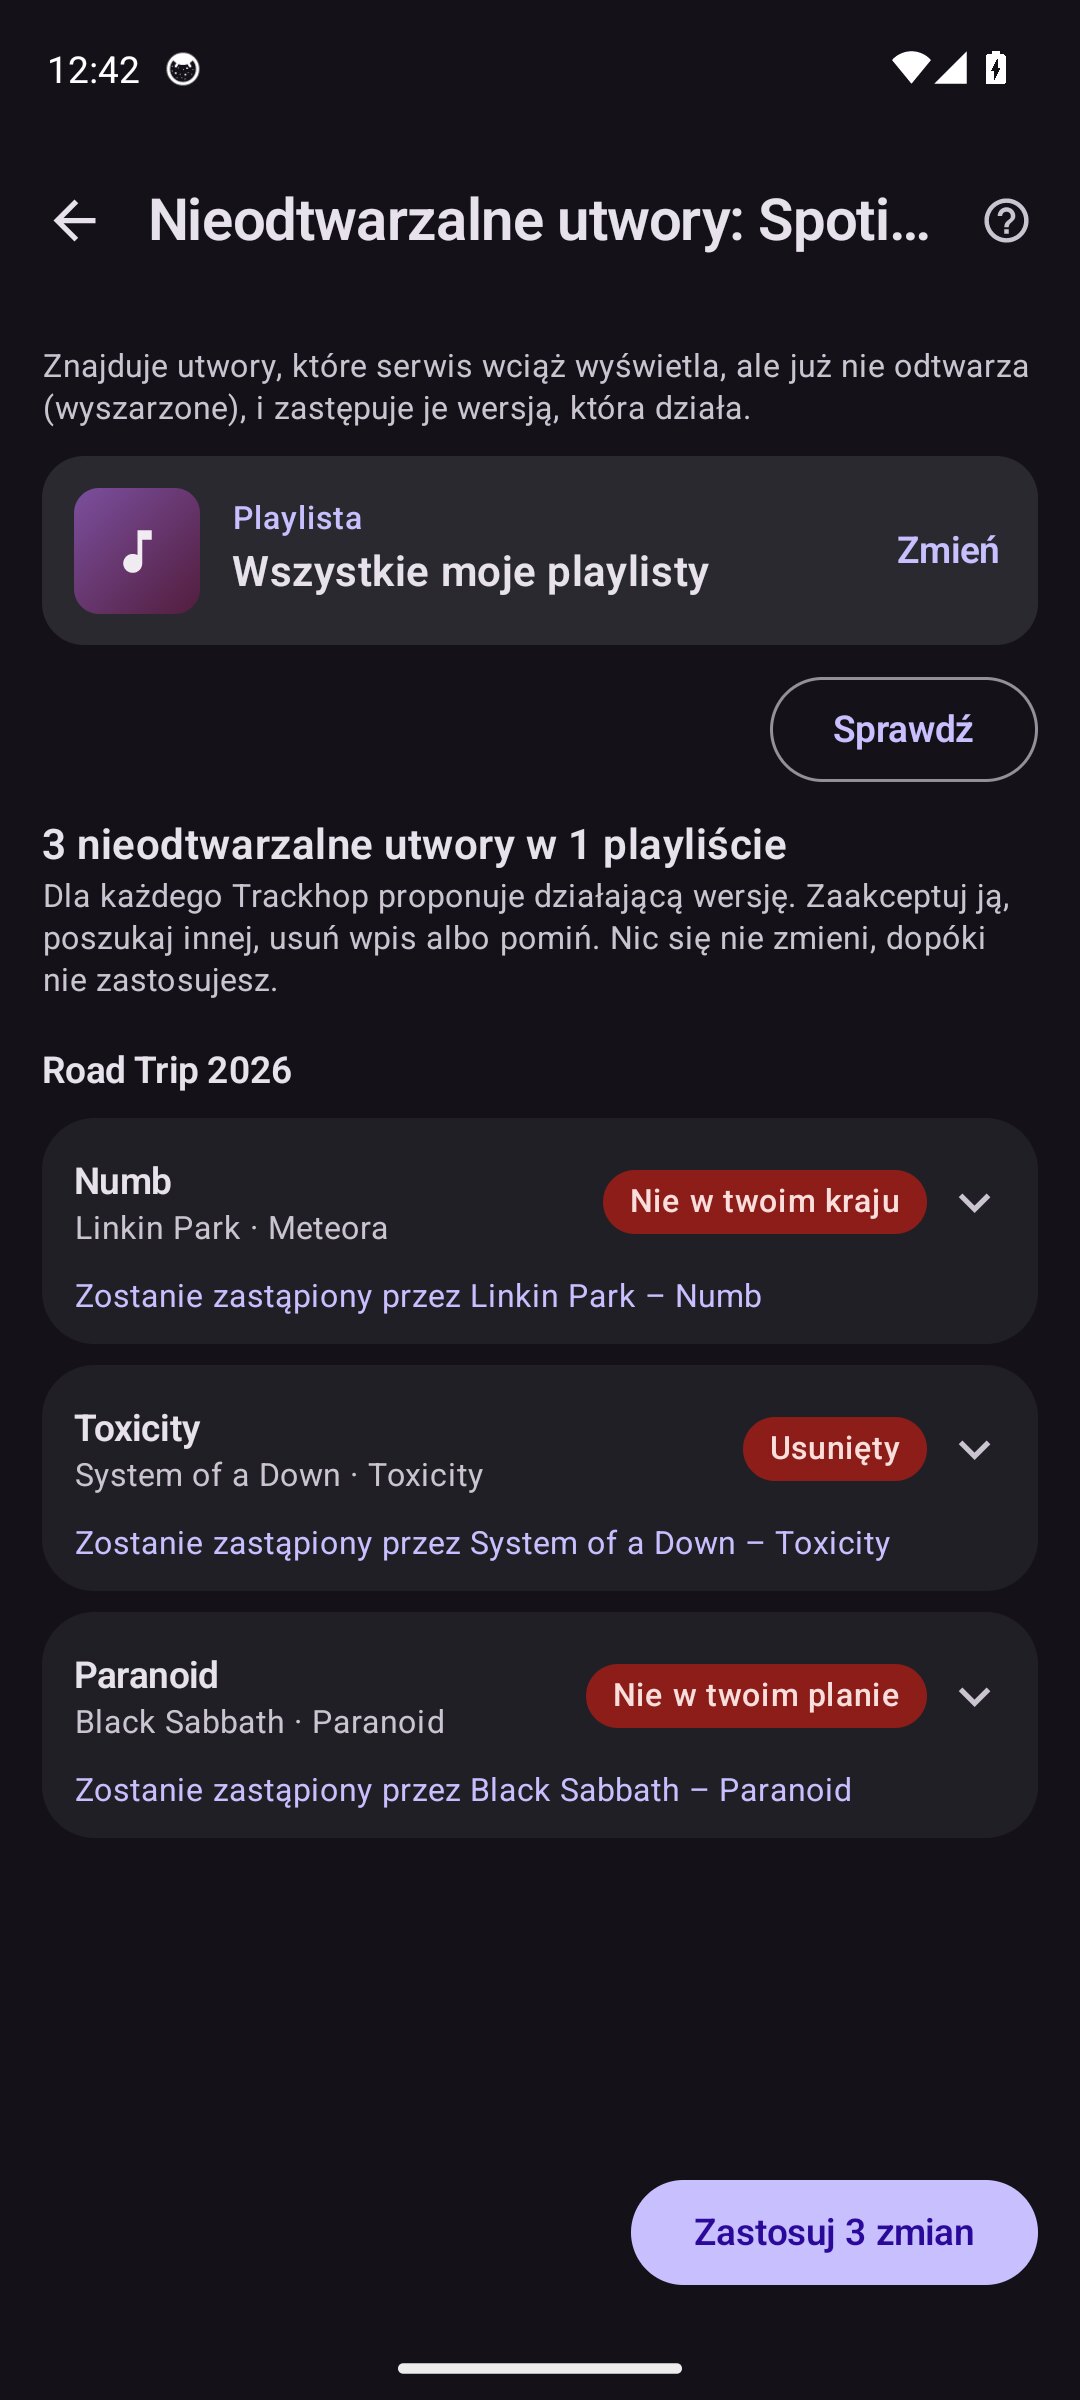 12:42
Nieodtwarzalne utwory: Spoti...
Znajduje utwory, które serwis wciąż wyświetla, ale już nie odtwarza
(wyszarzone), i zastępuje je wersją, która działa.
Playlista
Wszystkie moje playlisty
Zmień
Sprawdź
3 nieodtwarzalne utwory w 1 playliście
Dla każdego Trackhop proponuje działającą wersję. Zaakceptuj ją,
poszukaj innej, usuń wpis albo pomiń. Nic się nie zmieni, dopóki
nie zastosujesz.
Road Trip 2026
Numb
Linkin Park · Meteora
Nie w twoim kraju
Zostanie zastąpiony przez Linkin Park – Numb
Toxicity
System of a Down · Toxicity
Usunięty
Zostanie zastąpiony przez System of a Down – Toxicity
Paranoid
Black Sabbath · Paranoid
Nie w twoim planie
Zostanie zastąpiony przez Black Sabbath – Paranoid
Zastosuj 3 zmian